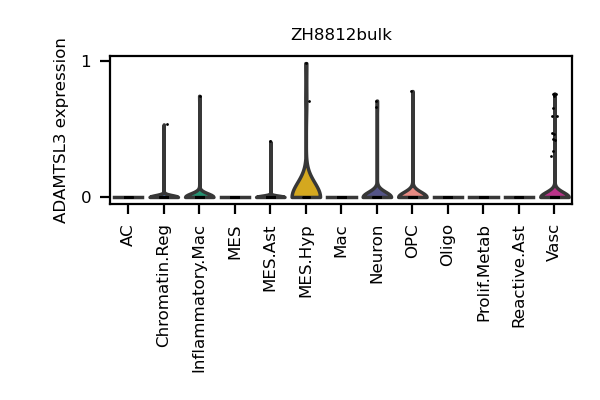 ZH8812bulk
ADAMTSL3 expression
1
0
AC
Chromatin.Reg
Inflammatory.Mac
MES
MES.Ast
MES.Hyp
Mac
Neuron
OPC
Oligo
Prolif.Metab
Reactive.Ast
Vasc